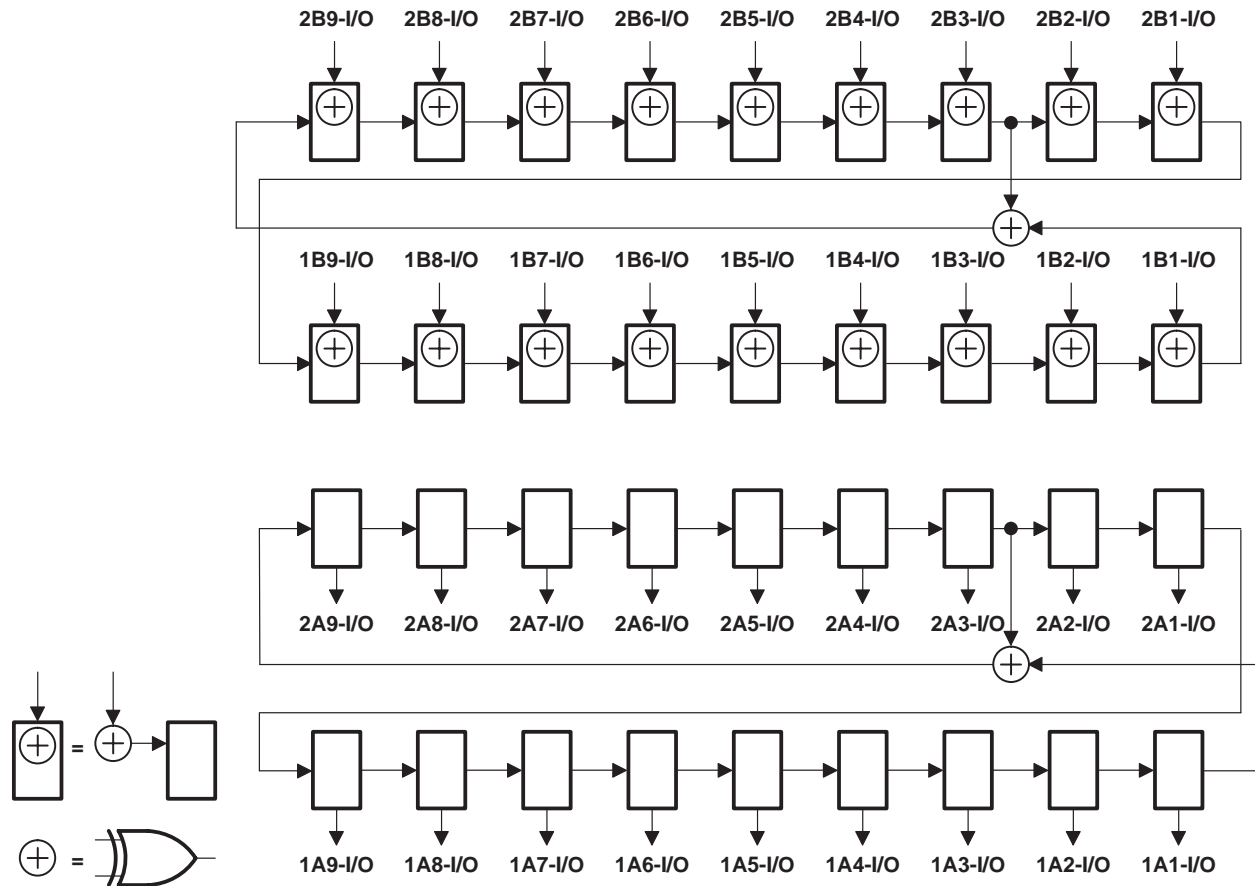 2B9-I/O 2B8-I/O 2B7-I/O 2B6-I/O 2B5-I/O 2B4-I/O 2B3-I/O 2B2-I/O 2B1-I/O
1B9-I/O 1B8-I/O 1B7-I/O 1B6-I/O 1B5-I/O 1B4-I/O 1B3-I/O 1B2-I/O 1B1-I/O
2A9-I/O 2A8-I/O 2A7-I/O 2A6-I/O 2A5-I/O 2A4-I/O 2A3-I/O 2A2-I/O 2A1-I/O
=
=
1A9-I/O 1A8-I/O 1A7-I/O 1A6-I/O 1A5-I/O 1A4-I/O 1A3-I/O 1A2-I/O 1A1-I/O